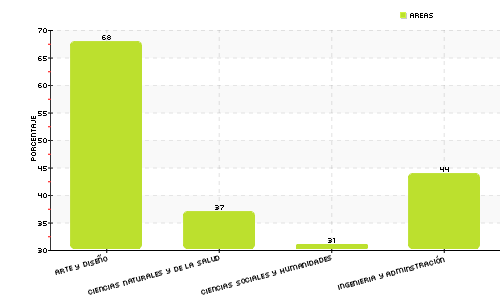 AREAS
70
65
60
55
50
45
40
35
30
PORCENTAJE
68
37
31
44
ARTE Y DISEÑO
CIENCIAS NATURALES Y DE LA SALUD
CIENCIAS SOCIALES Y HUMANIDADES
INGENIERIA Y ADMINSTRACIÓN